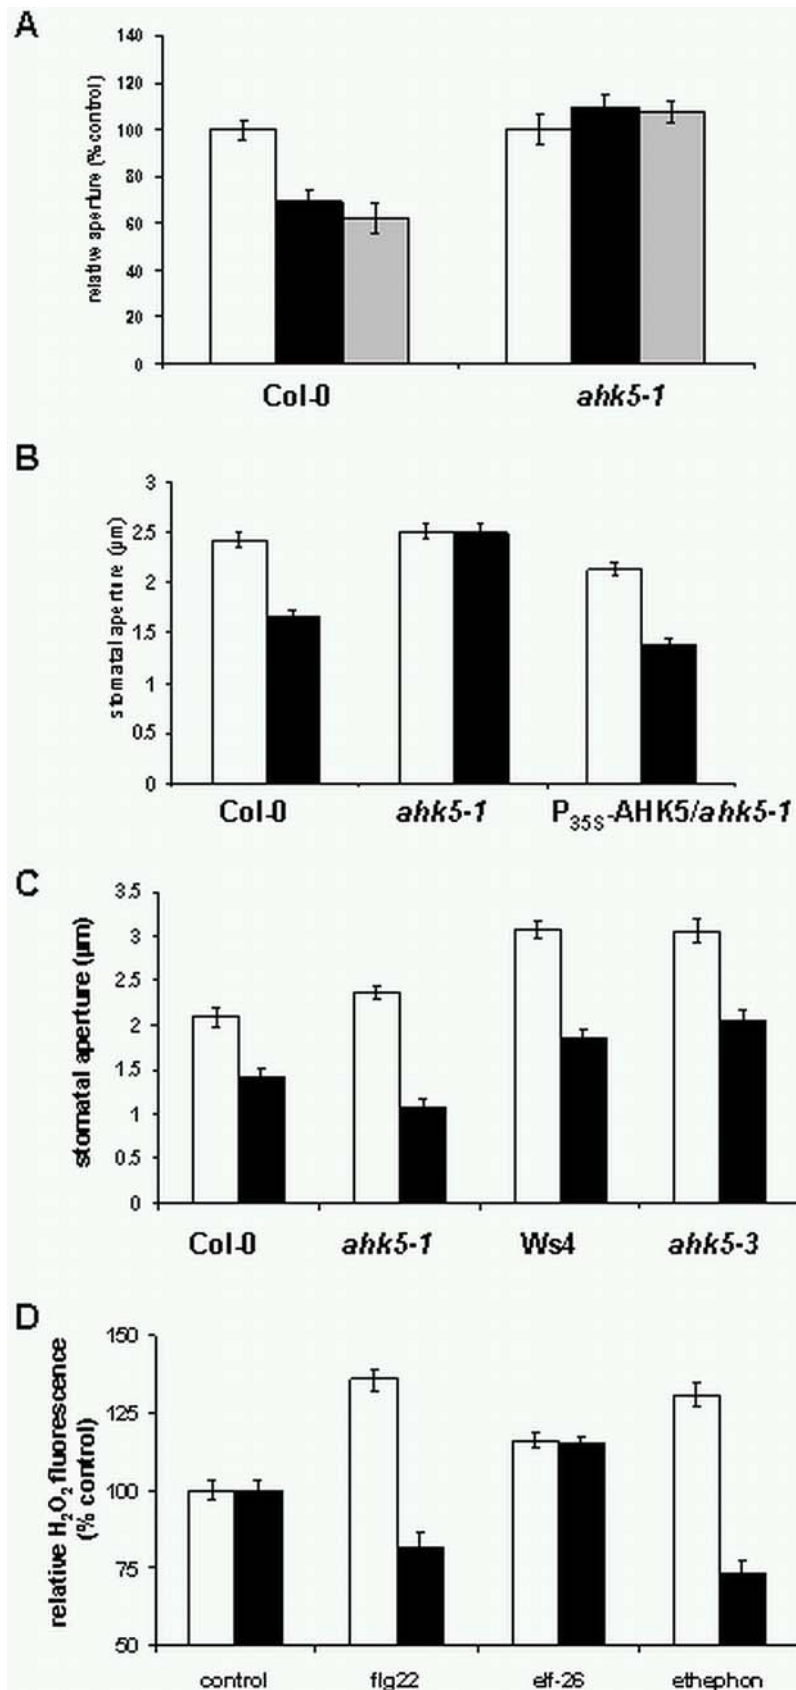 A
relative aperture (% control)
140
120
100
80
60
40
20
0
Col-0
ahk5-1
B
stomatal aperture (µm)
3
2.5
2
1.5
1
0.5
0
Col-0
ahk5-1
P35S-AHK5/ahk5-1
C
stomatal aperture (µm)
3.5
3
2.5
2
1.5
1
0.5
0
Col-0
ahk5-1
Ws4
ahk5-3
D
relative H2O2 fluorescence
(% control)
150
125
100
75
50
control
flg22
elf-26
ethephon